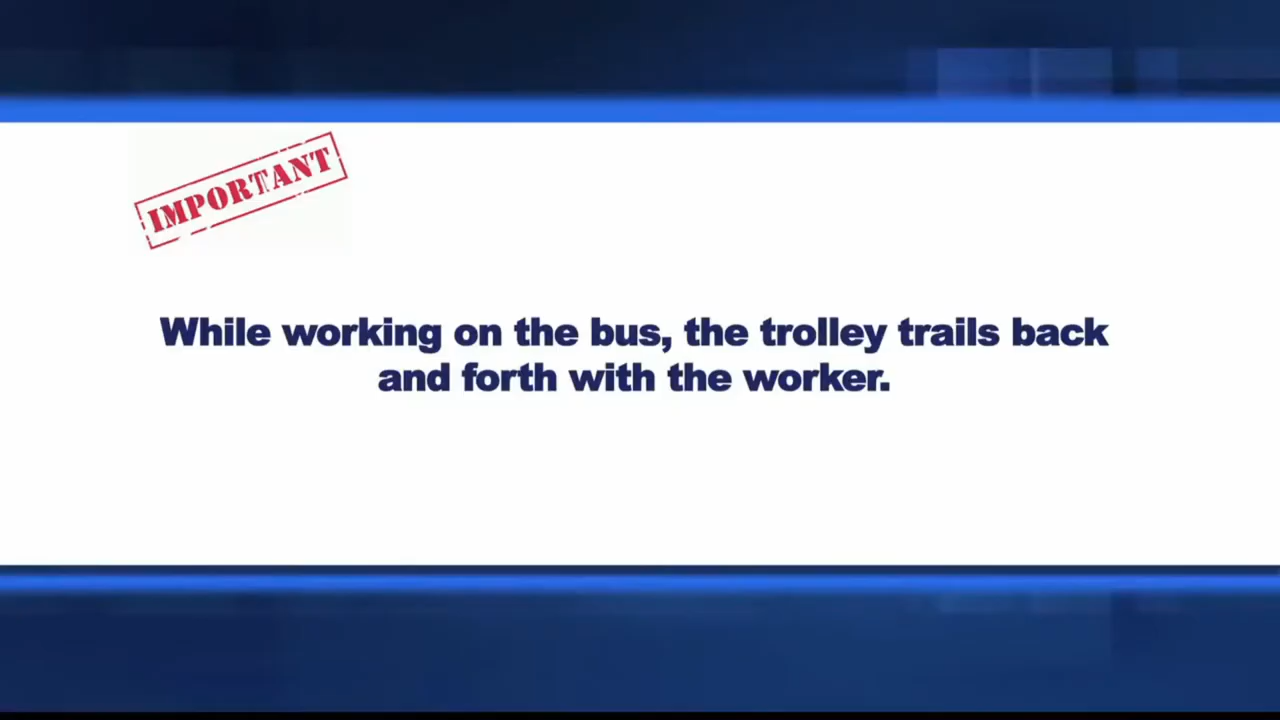 IMPORTANT
While working on the bus, the trolley trails back
and forth with the worker.